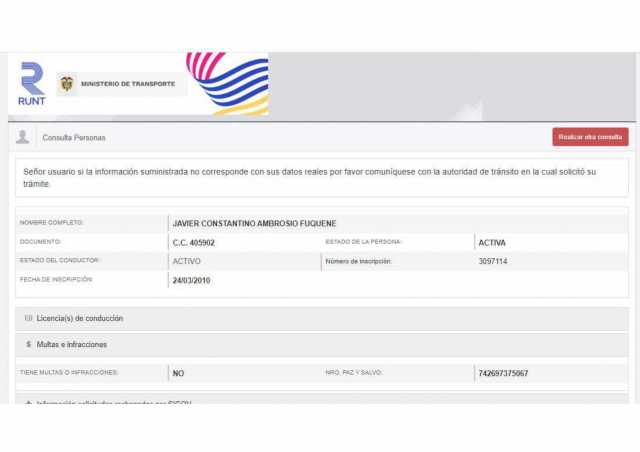 RUNT
MINISTERIO DE TRANSPORTE
Consulta Personas
Realizar otra consulta
Señor usuario si la información suministrada no corresponde con sus datos reales por favor comuníquese con la autoridad de tránsito en la cual solicitó su
trámite.
NOMBRE COMPLETO: JAVIER CONSTANTINO AMBROSIO FUQUENE
DOCUMENTO: C.C. 405902 ESTADO DE LA PERSONA: ACTIVA
ESTADO DEL CONDUCTOR: ACTIVO Número de inscripción: 3097114
FECHA DE INSCRIPCIÓN 24/03/2010
Licencia(s) de conducción
$ Multas e infracciones
TIENE MULTAS O INFRACCIONES: NO NRO. PAZ Y SALVO: 742697375067
Información solicitudes rechazadas por SICOV